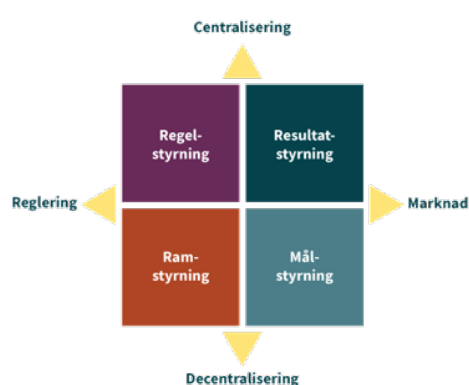 Centralisering
Regel-
styrning
Resultat-
styrning
Reglering
Marknad
Ram-
styrning
Mål-
styrning
Decentralisering